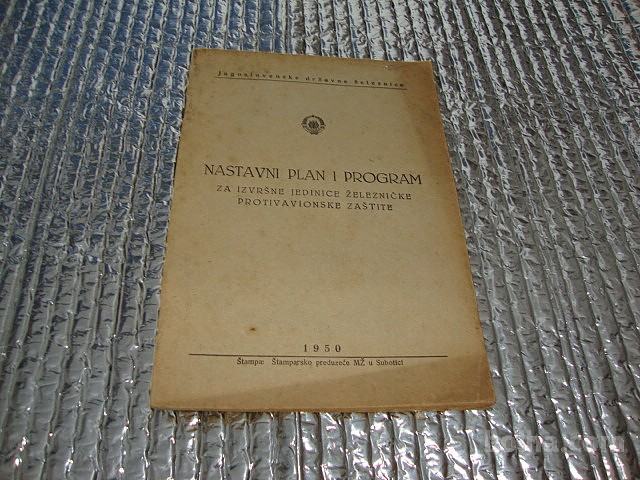 Jugoslovenske državne železnice
NASTAVNI PLAN I PROGRAM
ZA IZVRŠNE JEDINICE ŽELEZNIČKE
PROTIVAVIONSKE ZAŠTITE
1950
Štampa: Štamparsko preduzeće MŽ u Subotici